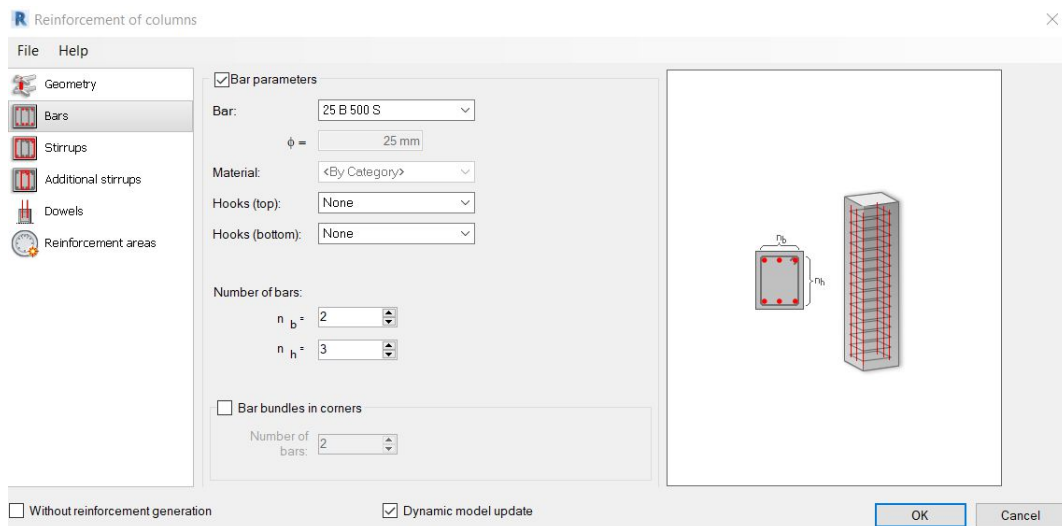 R Reinforcement of columns
File Help
Geometry
Bars
Stirrups
Additional stirrups
Dowels
Reinforcement areas
Bar parameters
Bar: 25 B 500 S
ϕ = 25 mm
Material: <By Category>
Hooks (top): None
Hooks (bottom): None
Number of bars:
n b = 2
n h = 3
Bar bundles in corners
Number of bars: 2
nb
nh
Without reinforcement generation
Dynamic model update
OK Cancel